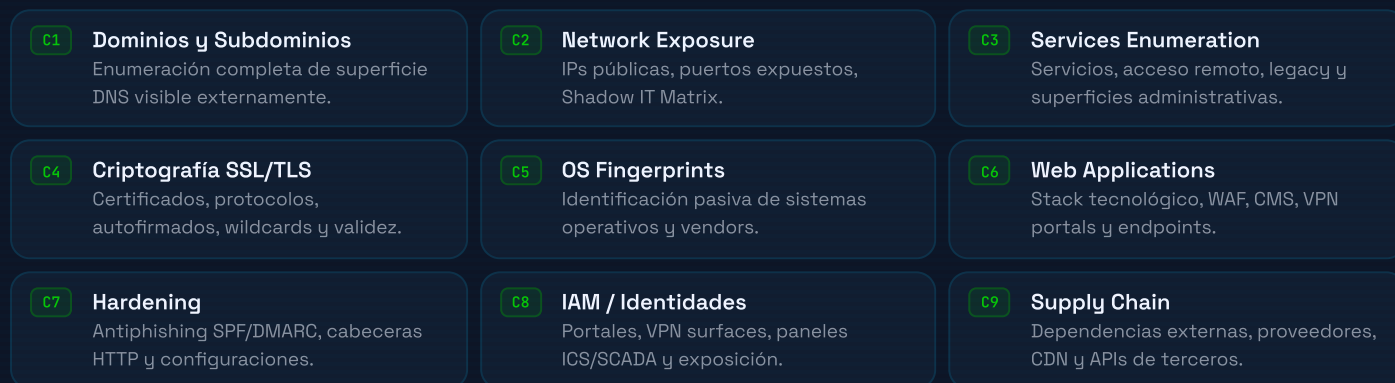 C1 Dominios y Subdominios
Enumeración completa de superficie
DNS visible externamente.
C2 Network Exposure
IPs públicas, puertos expuestos,
Shadow IT Matrix.
C3 Services Enumeration
Servicios, acceso remoto, legacy y
superficies administrativas.
C4 Criptografía SSL/TLS
Certificados, protocolos,
autofirmados, wildcards y validez.
C5 OS Fingerprints
Identificación pasiva de sistemas
operativos y vendors.
C6 Web Applications
Stack tecnológico, WAF, CMS, VPN
portals y endpoints.
C7 Hardening
Antiphishing SPF/DMARC, cabeceras
HTTP y configuraciones.
C8 IAM / Identidades
Portales, VPN surfaces, paneles
ICS/SCADA y exposición.
C9 Supply Chain
Dependencias externas, proveedores,
CDN y APIs de terceros.